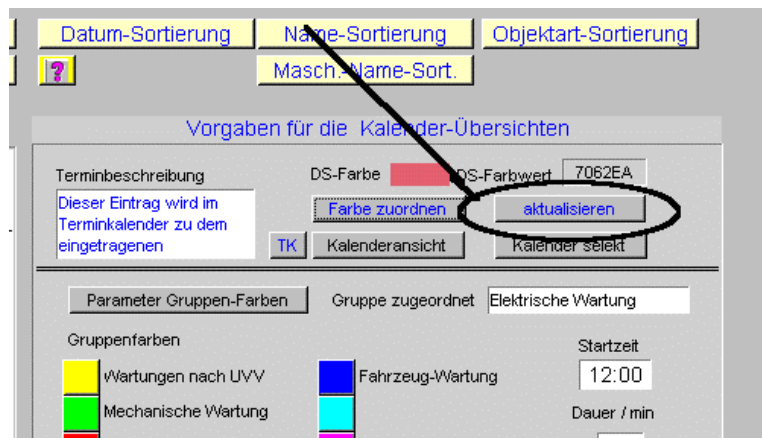 Datum-Sortierung Name-Sortierung Objektart-Sortierung
? Masch.-Name-Sort.
Vorgaben für die Kalender-Übersichten
Terminbeschreibung DS-Farbe DS-Farbwert 7062EA
Dieser Eintrag wird im Farbe zuordnen aktualisieren
Terminkalender zu dem
eingetragenen TK Kalenderansicht Kalender selekt
Parameter Gruppen-Farben Gruppe zugeordnet Elektrische Wartung
Gruppenfarben Startzeit
Wartungen nach UVV Fahrzeug-Wartung 12:00
Mechanische Wartung Dauer / min